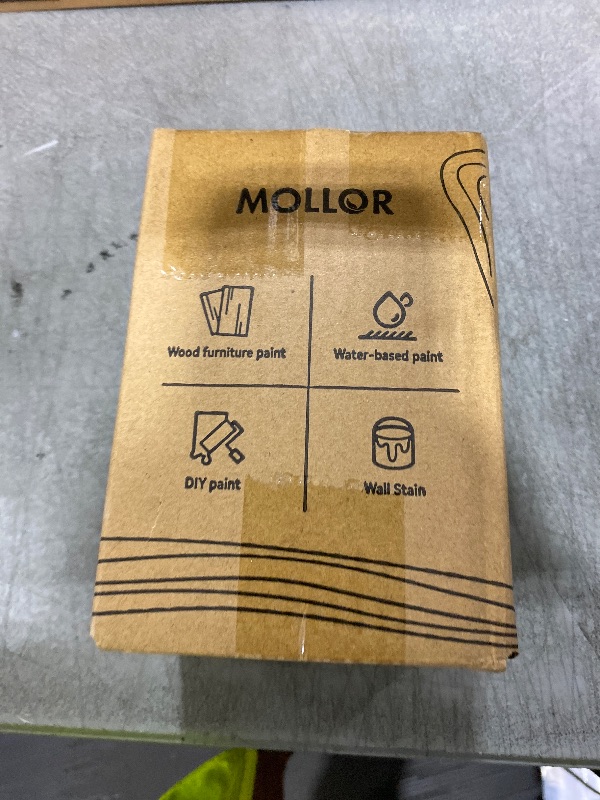 MOLLOR
Wood furniture paint
Water-based paint
DIY paint
Wall Stain